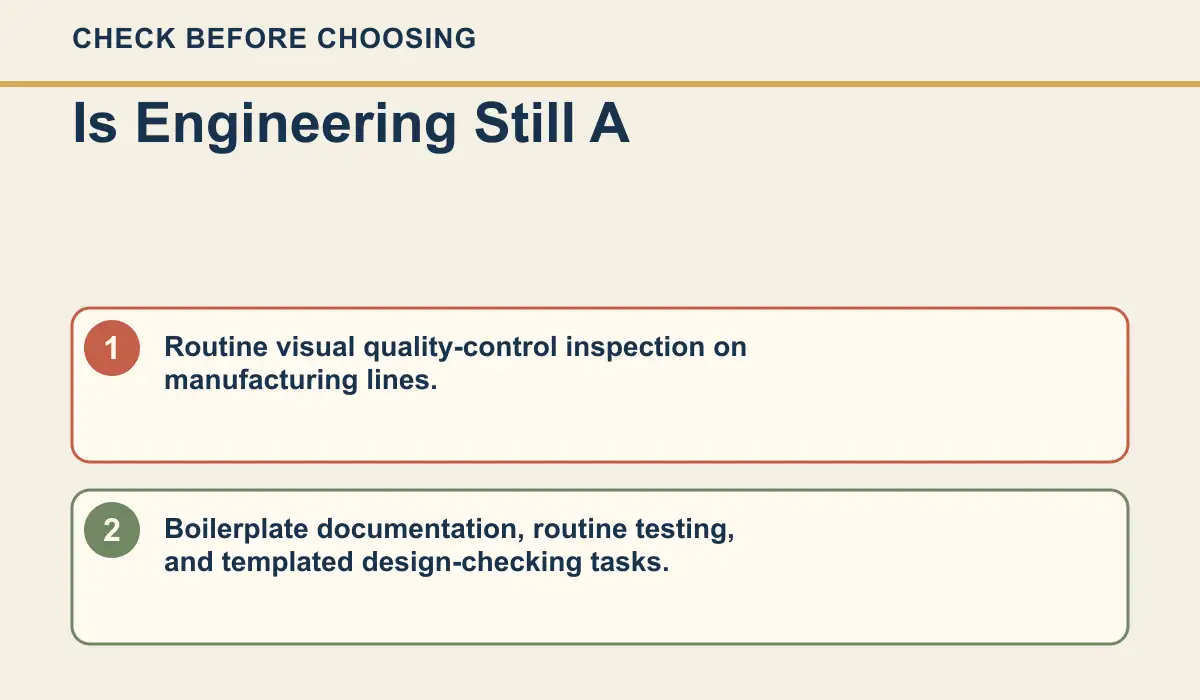 CHECK BEFORE CHOOSING
Is Engineering Still A
1
Routine visual quality-control inspection on
manufacturing lines.
2
Boilerplate documentation, routine testing,
and templated design-checking tasks.